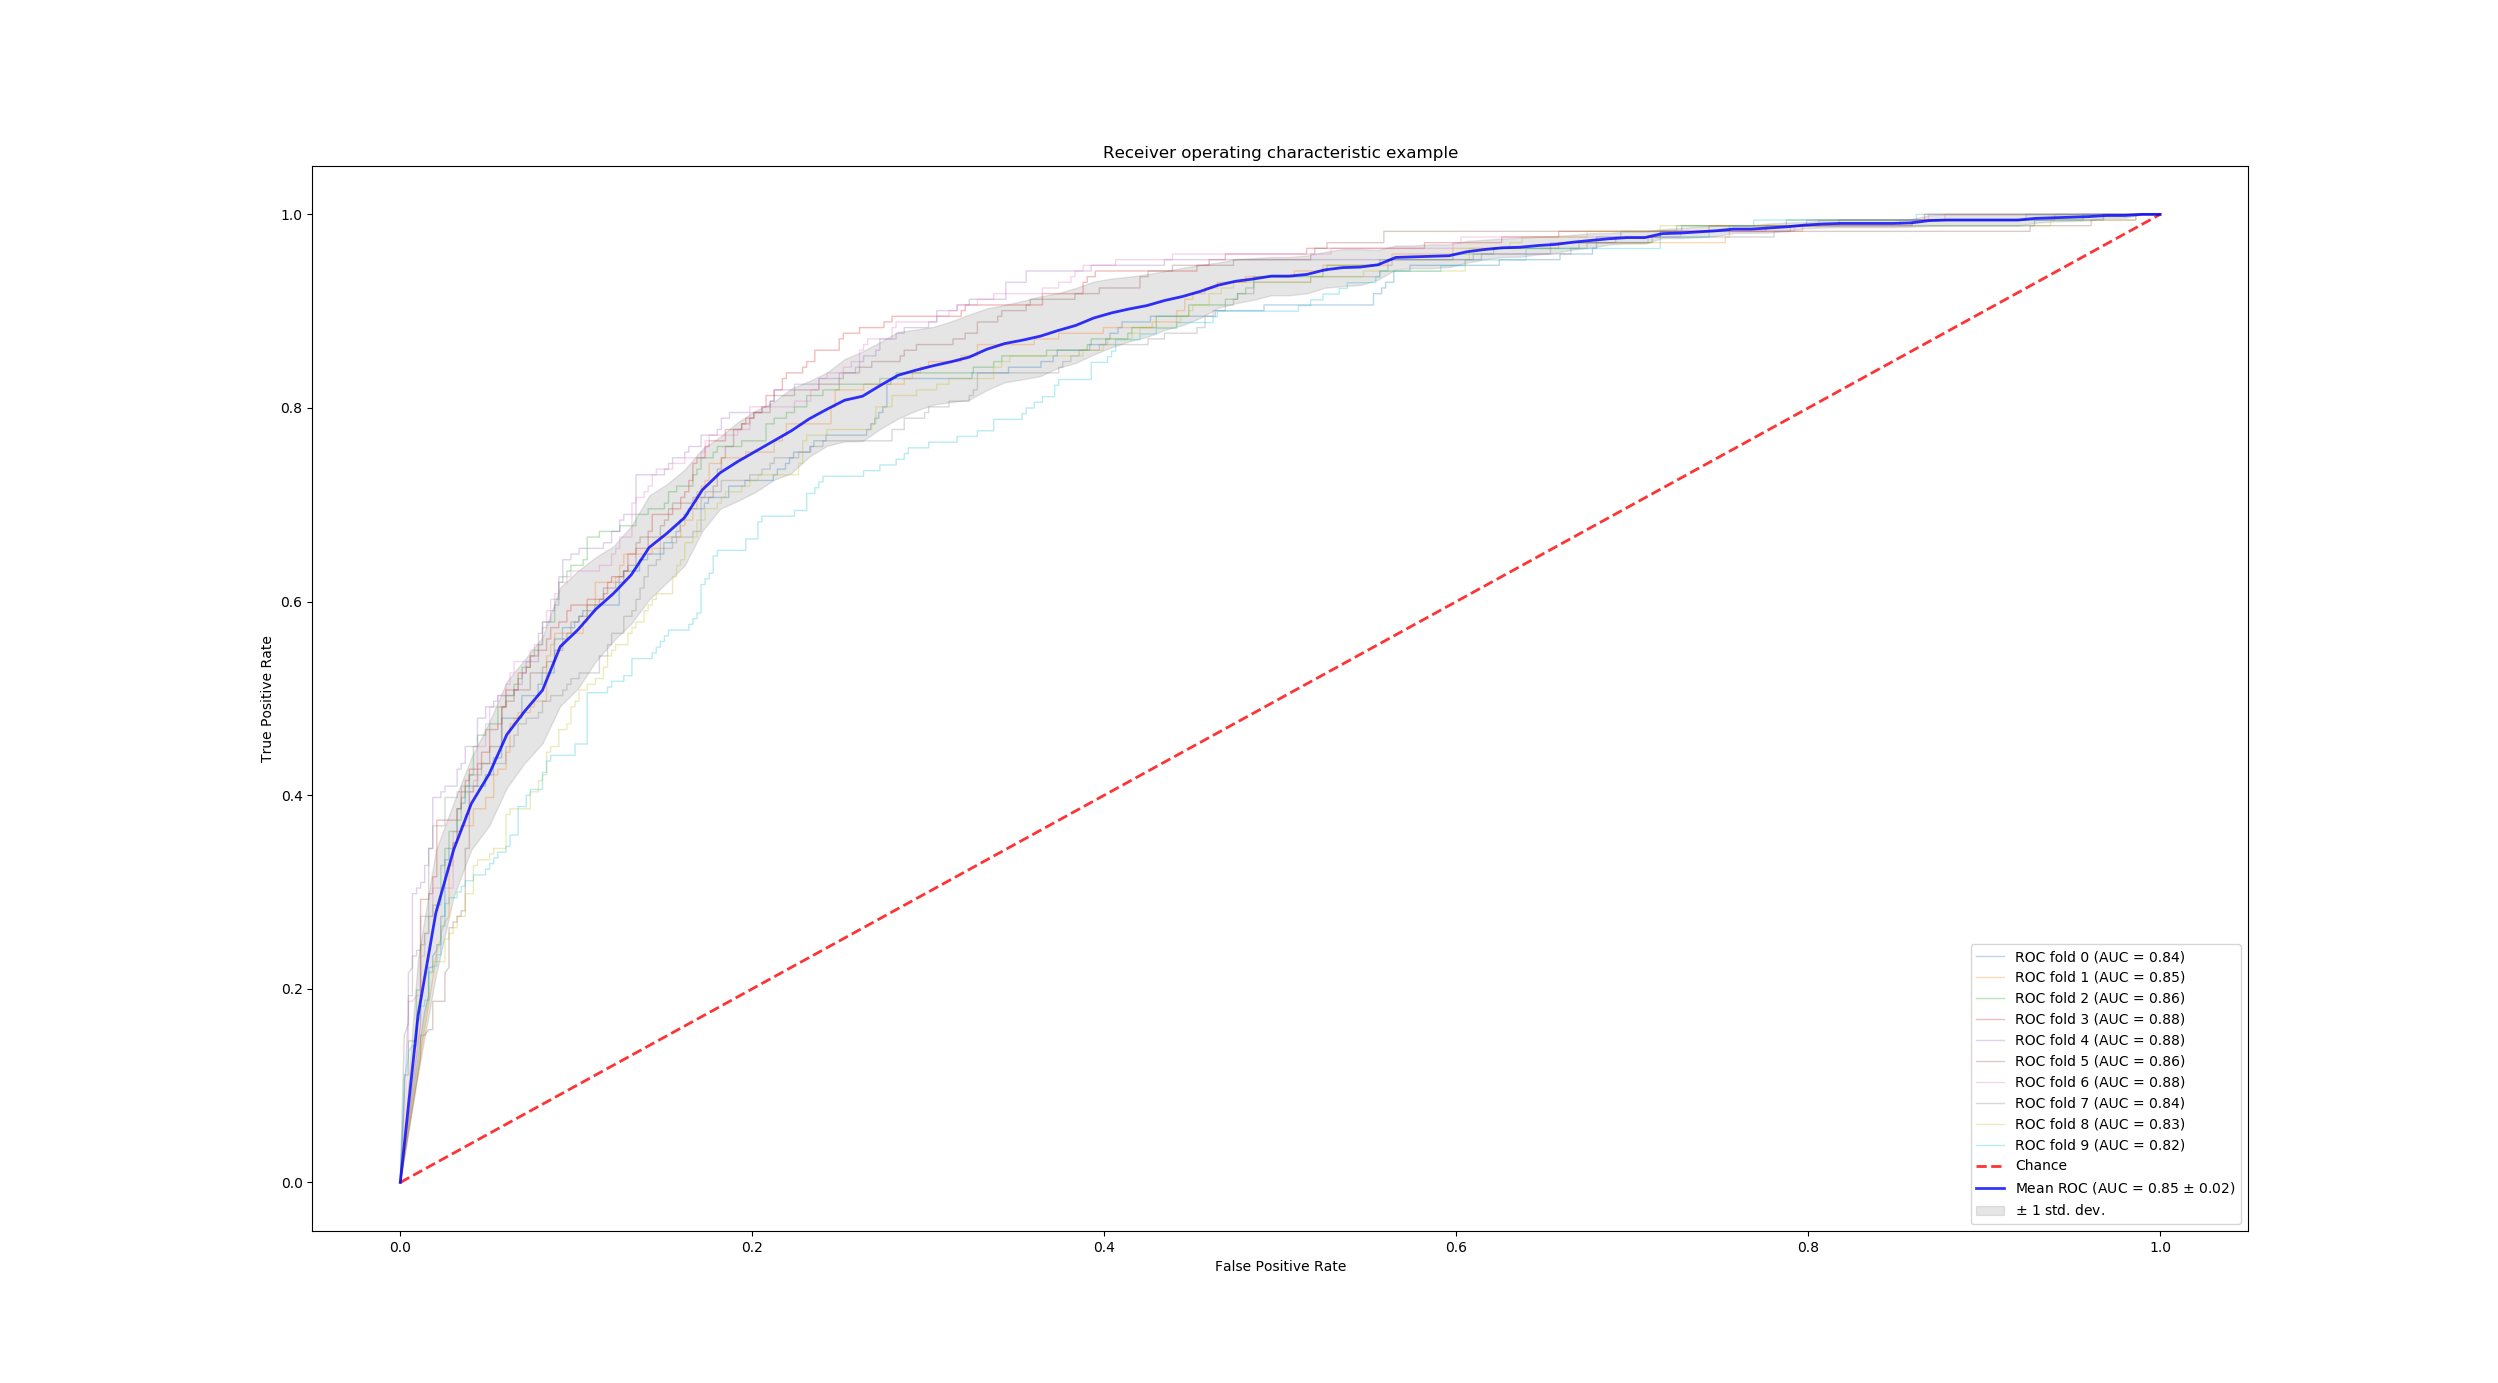 Receiver operating characteristic example
1.0
0.8
0.6
0.4
0.2
0.0
True Positive Rate
0.0 0.2 0.4 0.6 0.8 1.0
False Positive Rate
ROC fold 0 (AUC = 0.84)
ROC fold 1 (AUC = 0.85)
ROC fold 2 (AUC = 0.86)
ROC fold 3 (AUC = 0.88)
ROC fold 4 (AUC = 0.88)
ROC fold 5 (AUC = 0.86)
ROC fold 6 (AUC = 0.88)
ROC fold 7 (AUC = 0.84)
ROC fold 8 (AUC = 0.83)
ROC fold 9 (AUC = 0.82)
Chance
Mean ROC (AUC = 0.85 ± 0.02)
± 1 std. dev.